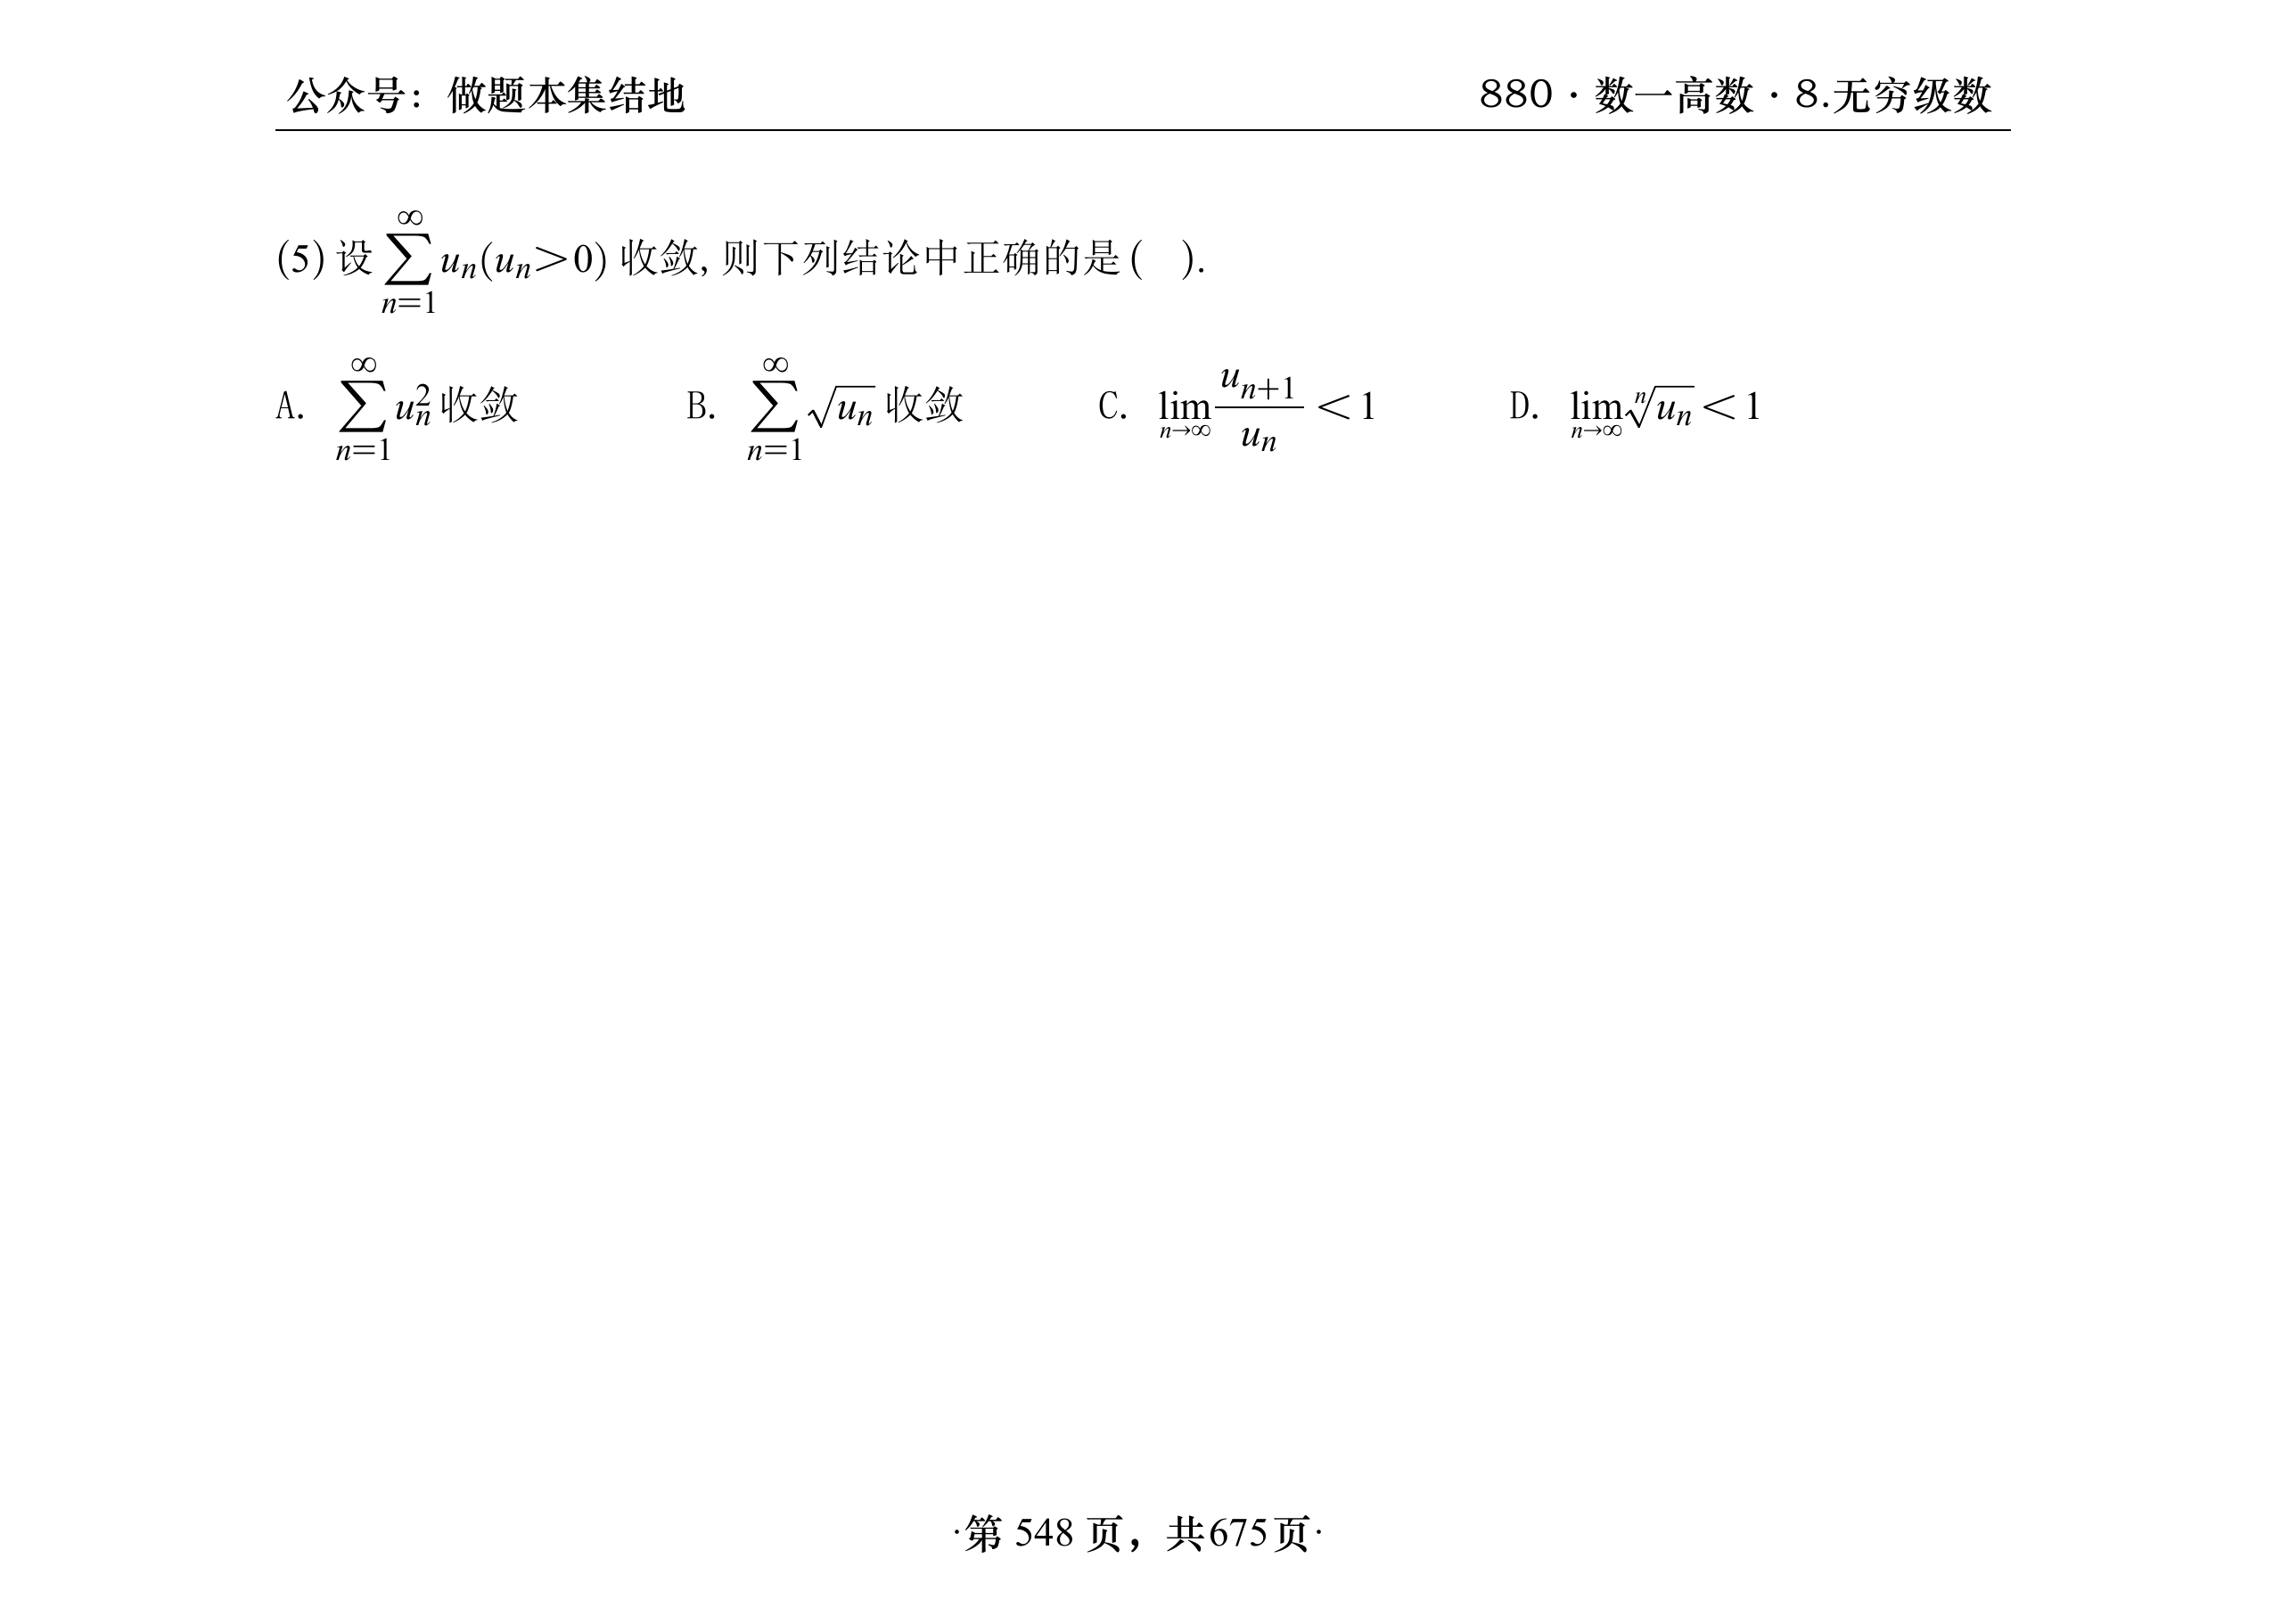 公众号：做题本集结地
880 · 数一高数 · 8.无穷级数
(5) 设 $\sum_{n=1}^{\infty} u_n (u_n > 0)$ 收敛, 则下列结论中正确的是 (   ).
A. $\sum_{n=1}^{\infty} u_n^2$ 收敛  B. $\sum_{n=1}^{\infty} \sqrt{u_n}$ 收敛  C. $\lim_{n \to \infty} \frac{u_{n+1}}{u_n} < 1$  D. $\lim_{n \to \infty} \sqrt[n]{u_n} < 1$
·第 548 页，共675页·